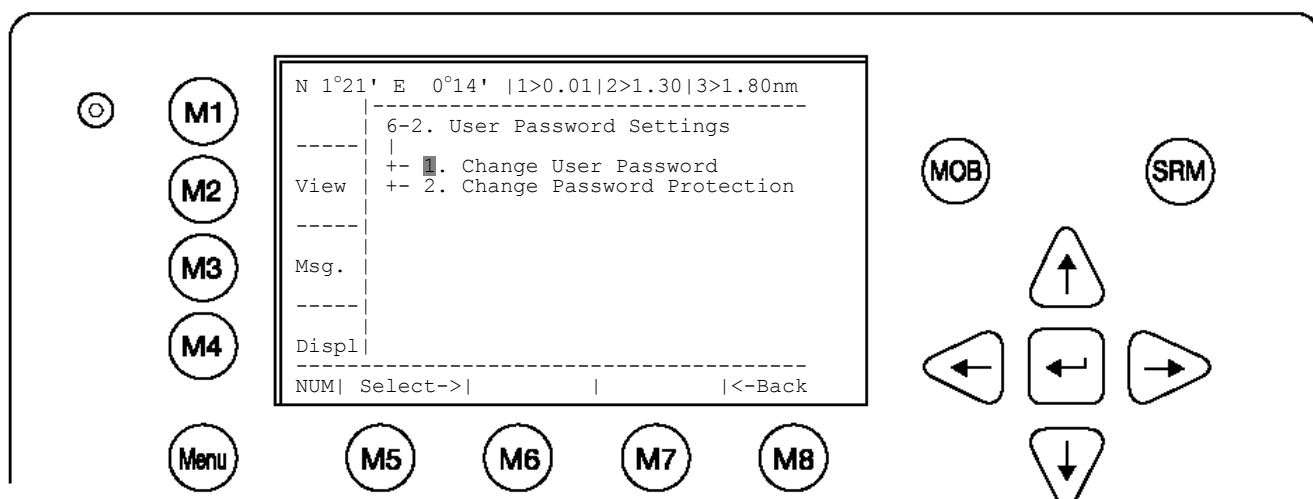 N 1°21' E 0°14' |1>0.01|2>1.30|3>1.80nm
6-2. User Password Settings
+- 1. Change User Password
View | +- 2. Change Password Protection
Msg.
Displ
NUM| Select->| | |<-Back
M1
M2
M3
M4
Menu
M5
M6
M7
M8
MOB
SRM